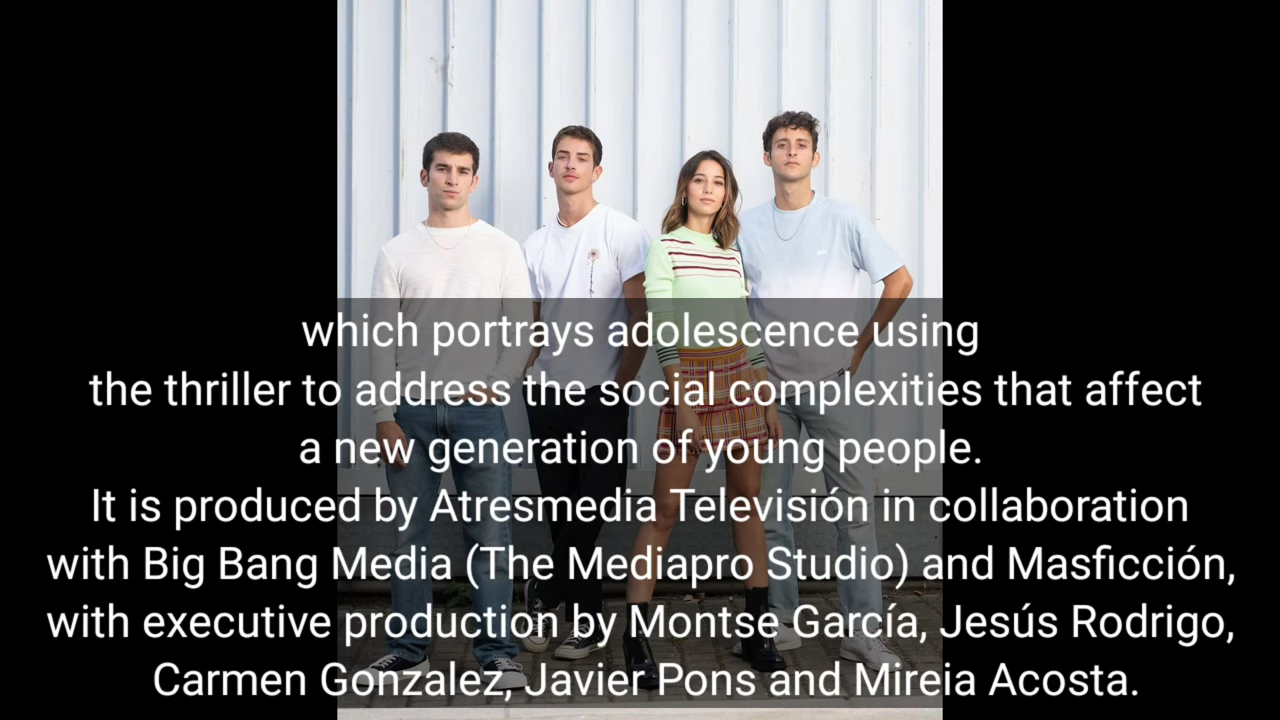 which portrays adolescence using
the thriller to address the social complexities that affect
a new generation of young people.
It is produced by Atresmedia Televisión in collaboration
with Big Bang Media (The Mediapro Studio) and Masficción,
with executive production by Montse García, Jesús Rodrigo,
Carmen Gonzalez, Javier Pons and Mireia Acosta.